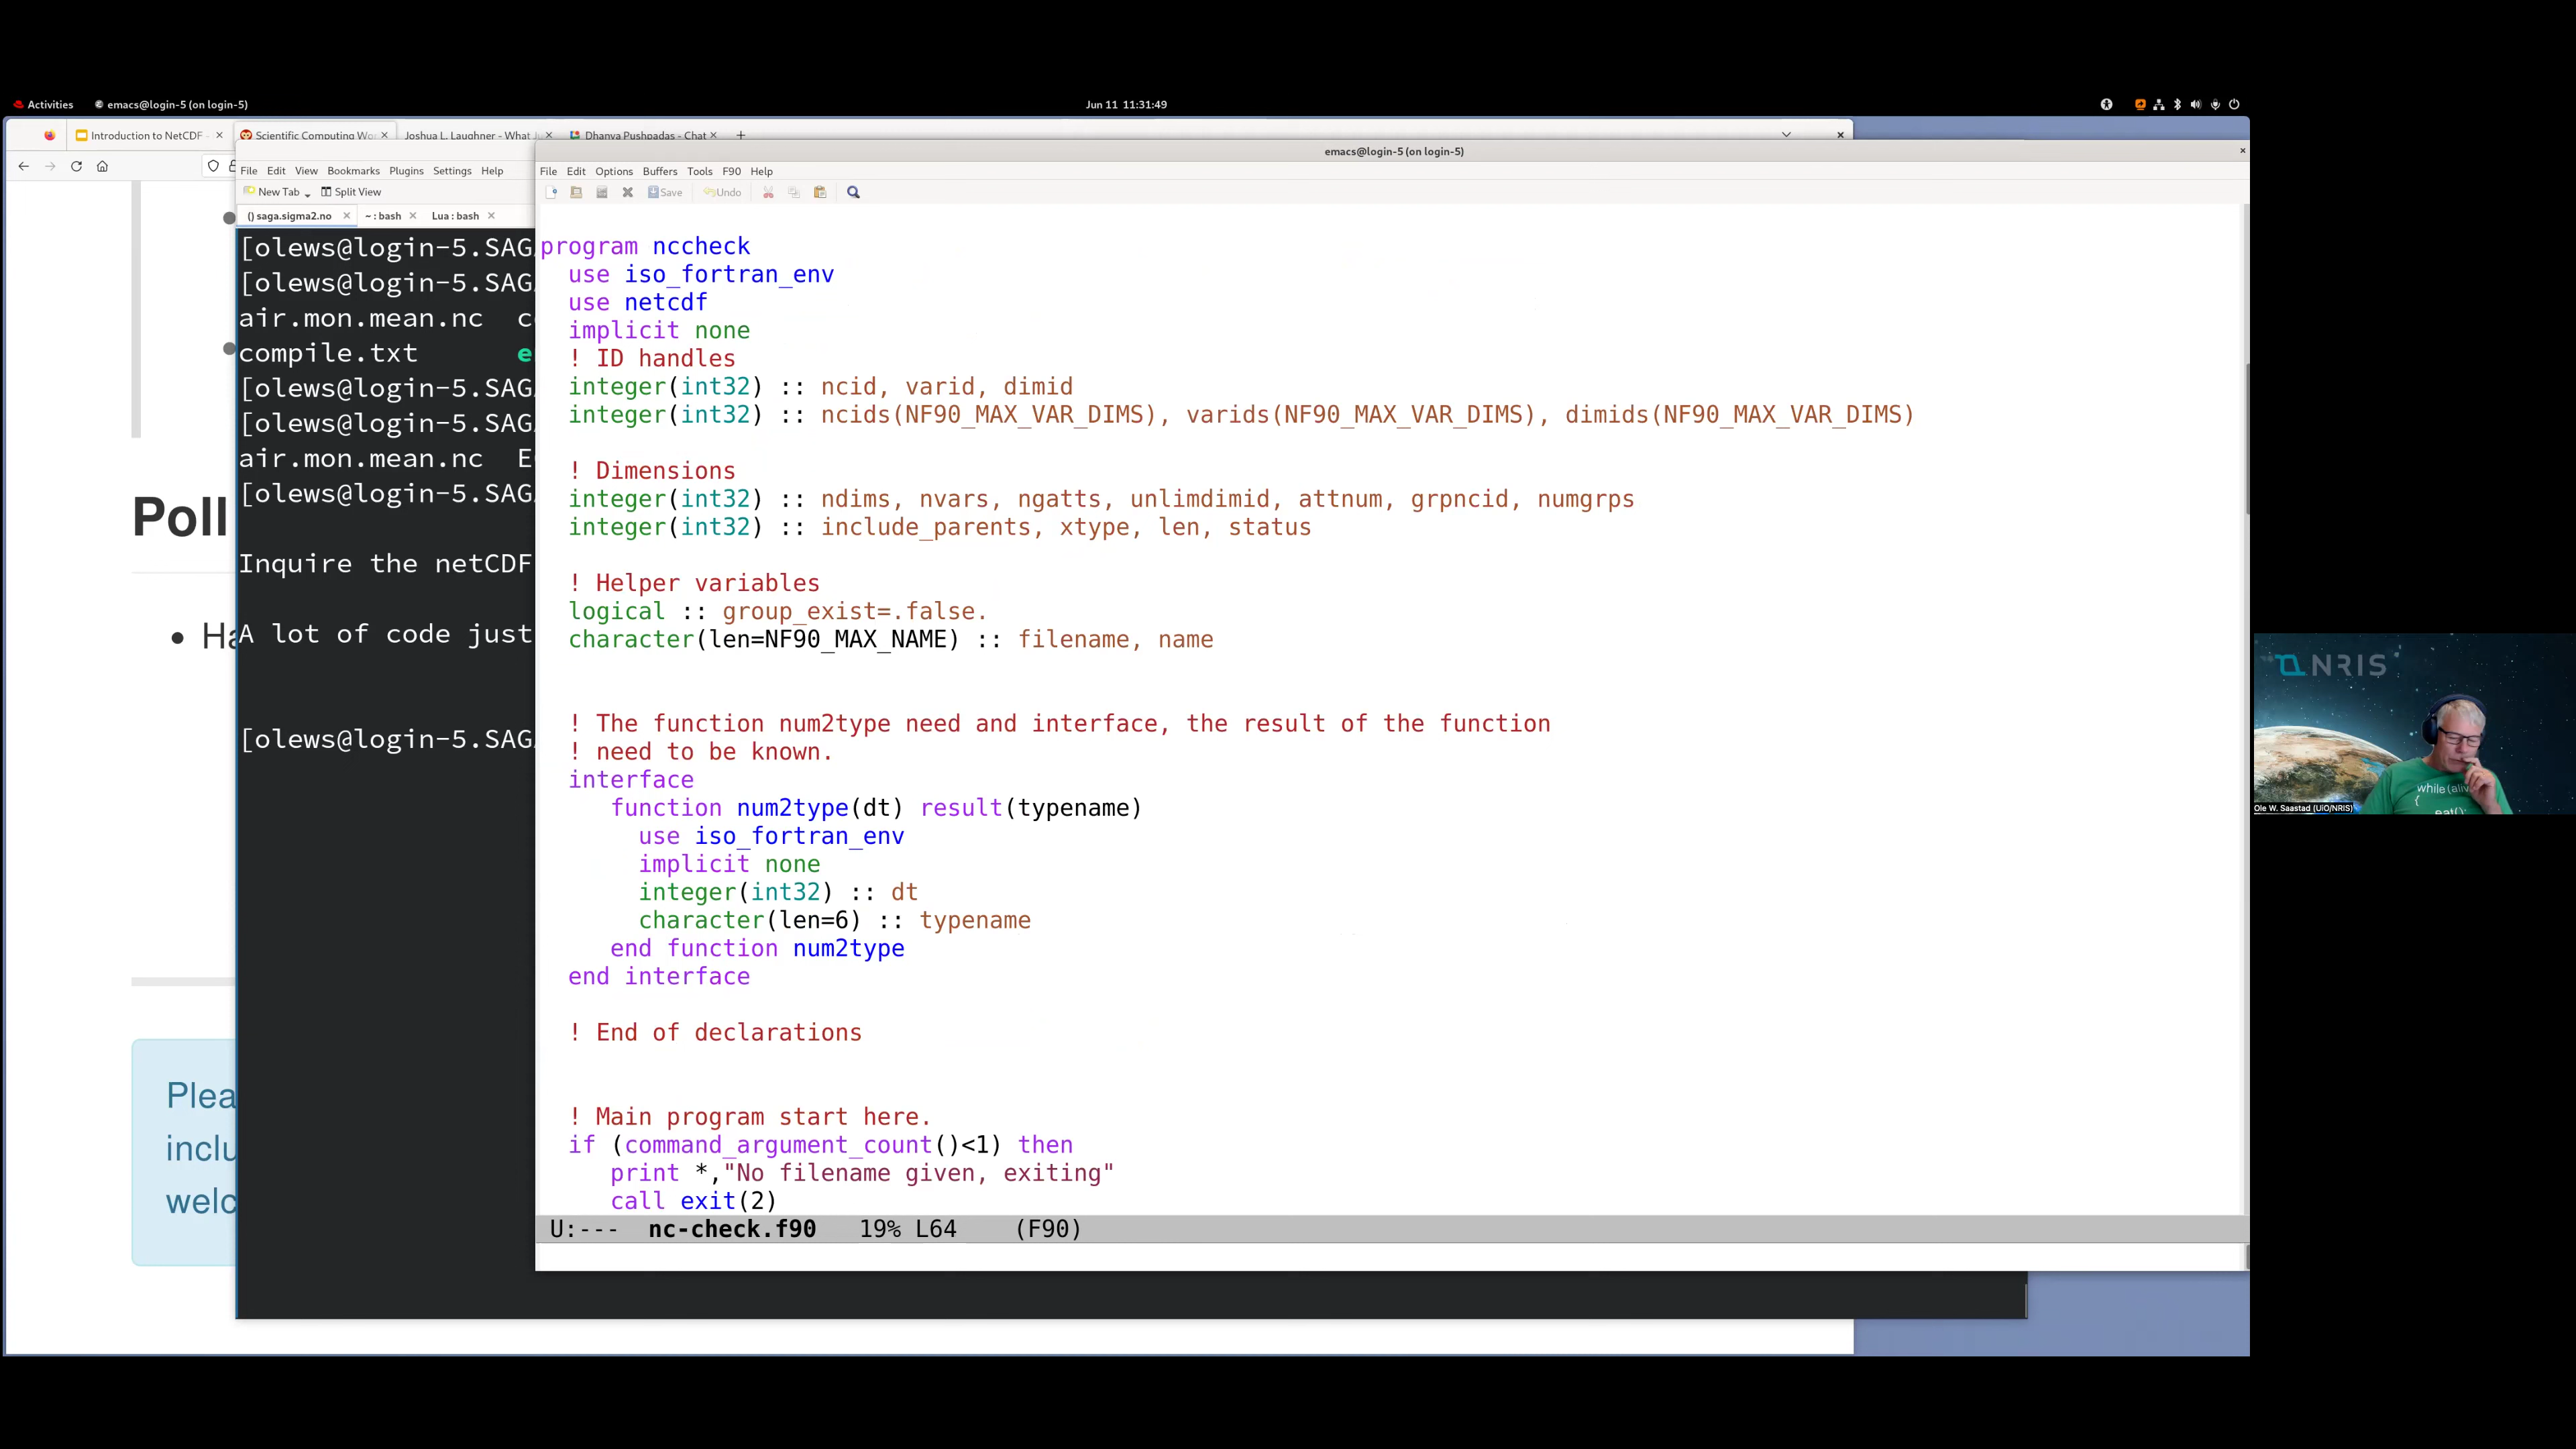 Activities emacs@login-5 (on login-5) Jun 11 11:31:49
Introduction to NetCDF - Scientific Computing Wo Joshua L. Laughner - What Ju Dhanya Pushpadas - Chat
emacs@login-5 (on login-5)
File Edit View Bookmarks Plugins Settings Help
New Tab Split View
() saga.sigma2.no ~ : bash Lua : bash
[olews@login-5.SAG
[olews@login-5.SAG
air.mon.mean.nc c
compile.txt e
[olews@login-5.SAG
[olews@login-5.SAG
air.mon.mean.nc E
[olews@login-5.SAG
Inquire the netCDF
A lot of code just
[olews@login-5.SAG
Poll
Ha
Plea
inclu
welc
File Edit Options Buffers Tools F90 Help
Save Undo
program nccheck
use iso_fortran_env
use netcdf
implicit none
! ID handles
integer(int32) :: ncid, varid, dimid
integer(int32) :: ncids(NF90_MAX_VAR_DIMS), varids(NF90_MAX_VAR_DIMS), dimids(NF90_MAX_VAR_DIMS)
! Dimensions
integer(int32) :: ndims, nvars, ngatts, unlimdimid, attnum, grpncid, numgrps
integer(int32) :: include_parents, xtype, len, status
! Helper variables
logical :: group_exist=.false.
character(len=NF90_MAX_NAME) :: filename, name
! The function num2type need and interface, the result of the function
! need to be known.
interface
function num2type(dt) result(typename)
use iso_fortran_env
implicit none
integer(int32) :: dt
character(len=6) :: typename
end function num2type
end interface
! End of declarations
! Main program start here.
if (command_argument_count()<1) then
print *,"No filename given, exiting"
call exit(2)
U:--- nc-check.f90 19% L64 (F90)
NRIS
while(aliv
{
eat();
Ole W. Saastad (UiO/NRIS)